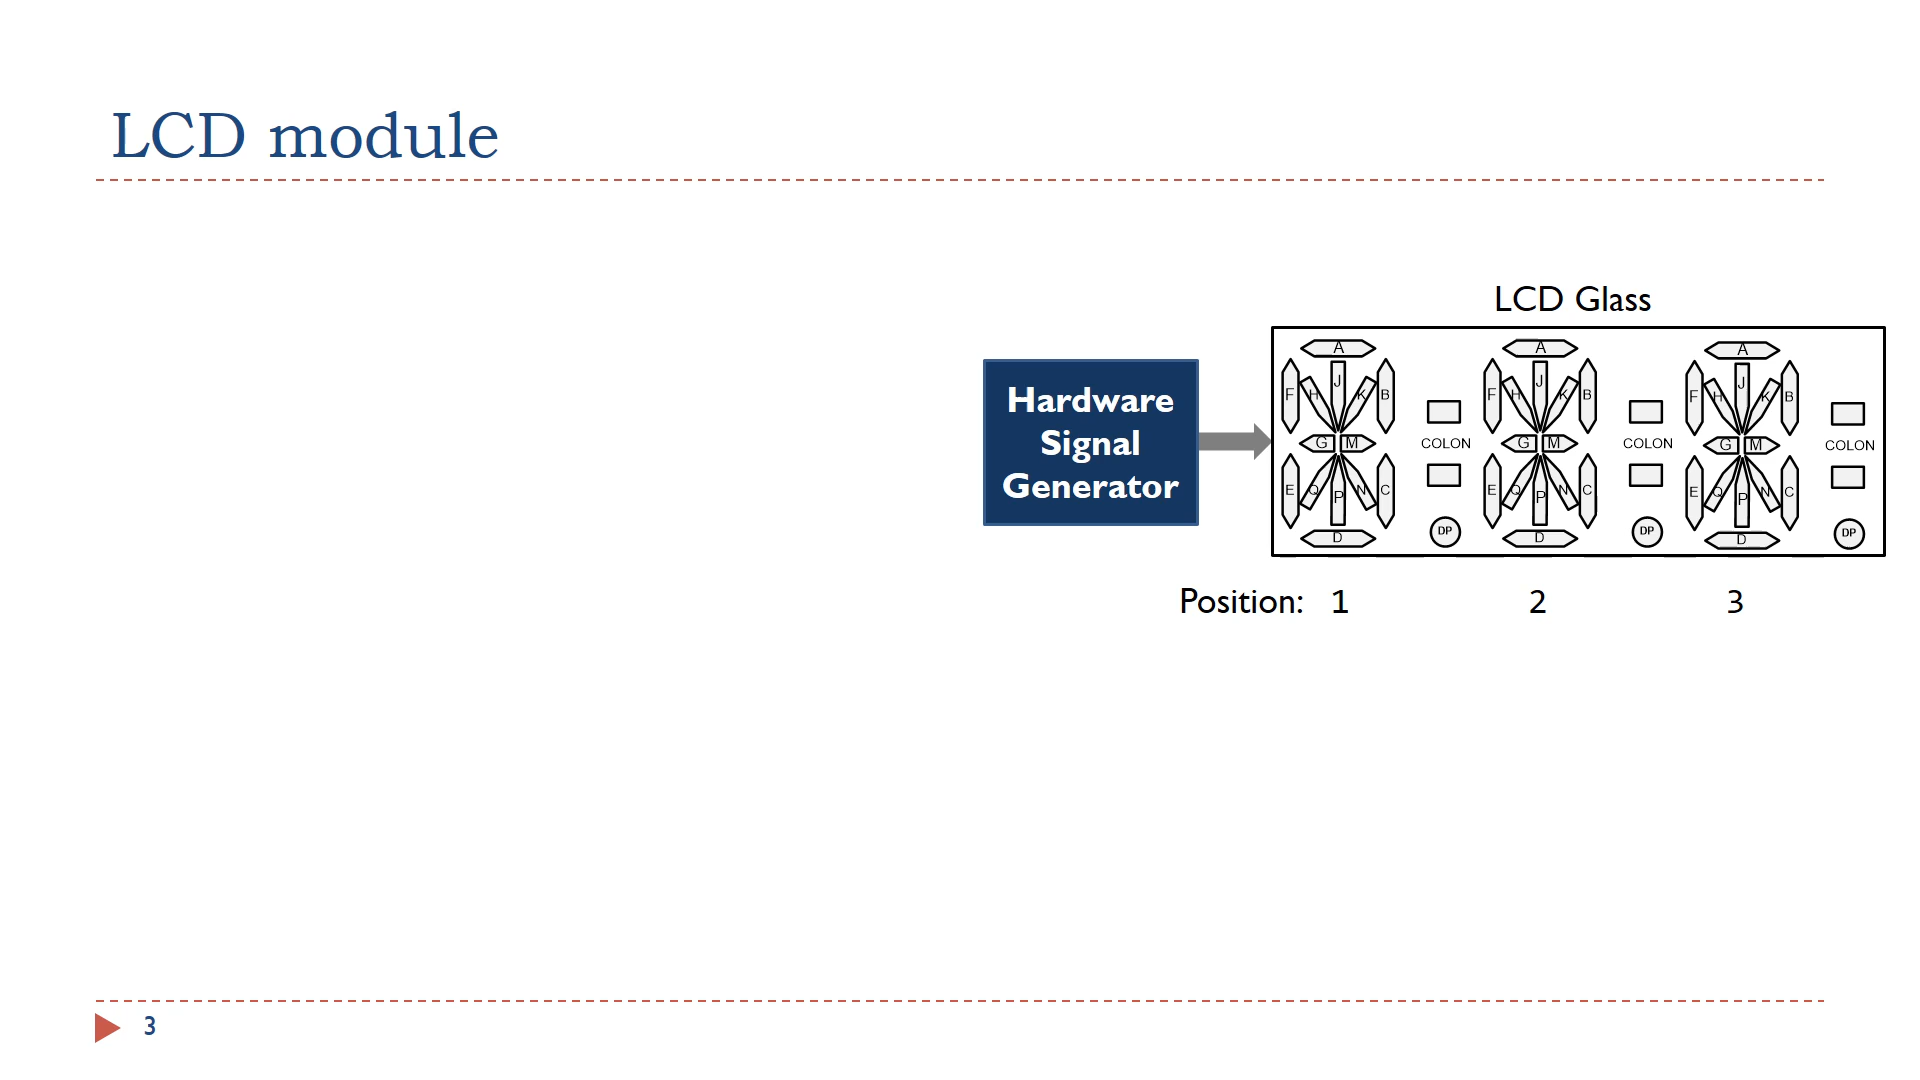 LCD module
LCD Glass
Hardware
Signal
Generator
A A A
F H J K B F H J K B F H J K B
G M COLON G M COLON G M COLON
E Q P N C E Q P N C E Q P N C
D DP D DP D DP
Position: 1 2 3
3